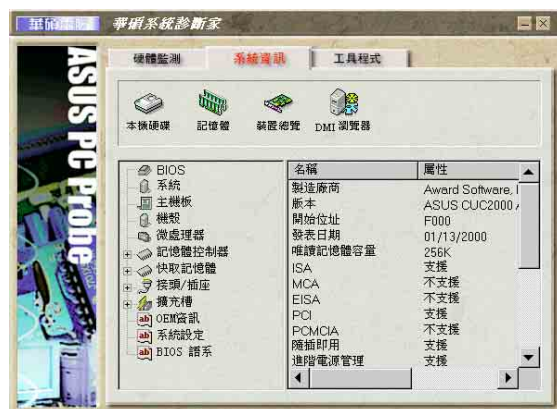 華碩電腦 華碩系統診斷家
ASUS PC Probe
硬體監測 系統資訊 工具程式
本機硬碟 記憶體 裝置總覽 DMI 瀏覽器
BIOS
系統
主機板
機殼
微處理器
記憶體控制器
快取記憶體
接頭/插座
擴充槽
OEM資訊
系統設定
BIOS 語系
名稱 屬性
製造廠商 Award Software, I
版本 ASUS CUC2000 /
開始位址 F000
發表日期 01/13/2000
唯讀記憶體容量 256K
ISA 支援
MCA 不支援
EISA 不支援
PCI 支援
PCMCIA 不支援
隨插即用 支援
進階電源管理 支援